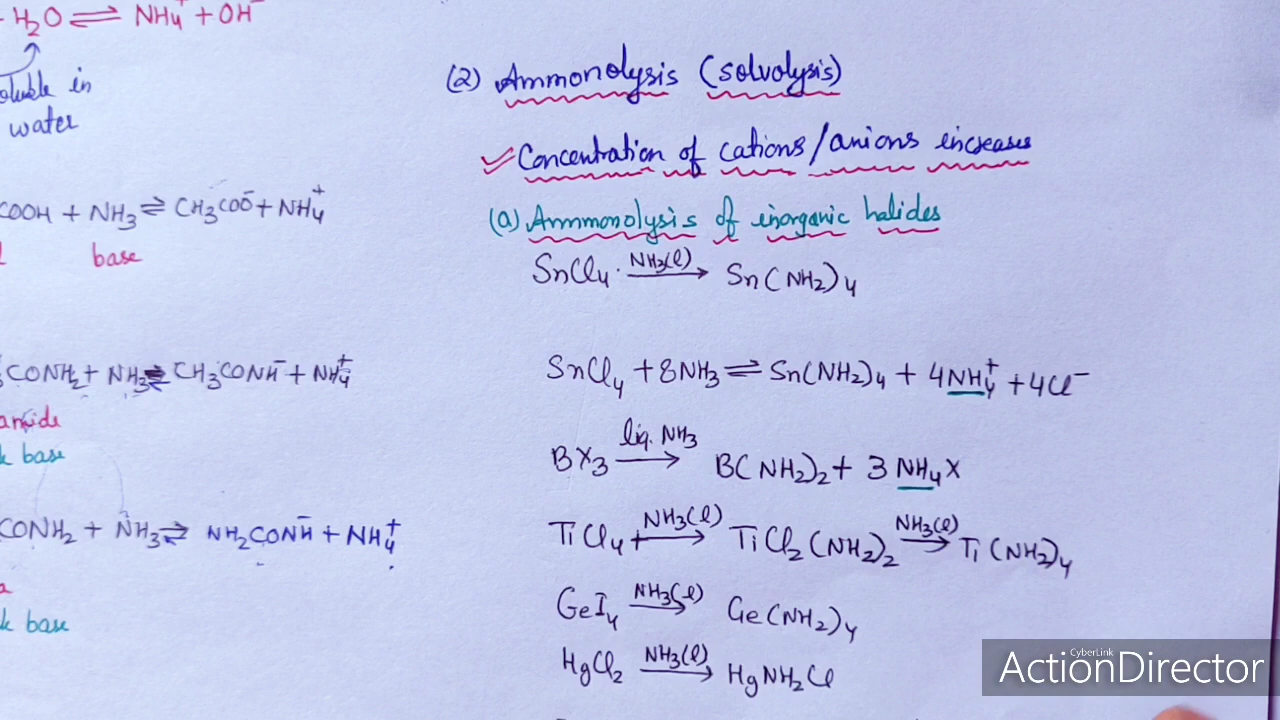 H₂O ⇌ NH₄⁺ + OH⁻
in
water
COOH + NH₃ ⇌ CH₃COO⁻ + NH₄⁺
base
CONH₂ + NH₃ ⇌ CH₃CONH⁻ + NH₄⁺
base
CONH₂ + NH₃ ⇌ NH₂CONH⁻ + NH₄⁺
base
(2) Ammonolysis (solvolysis)
✓ Concentration of cations/anions increases
(a) Ammonolysis of inorganic halides
SnCl₄ · NH₃(l) → Sn(NH₂)₄
SnCl₄ + 8NH₃ ⇌ Sn(NH₂)₄ + 4NH₄⁺ + 4Cl⁻
BX₃ liq. NH₃ → B(NH₂)₂ + 3 NH₄X
TiCl₄ + NH₃(l) → TiCl₂(NH₂)₂ NH₃(l) → Ti(NH₂)₄
GeI₄ NH₃(l) → Ge(NH₂)₄
HgCl₂ NH₃(l) → HgNH₂Cl
CyberLink
ActionDirector